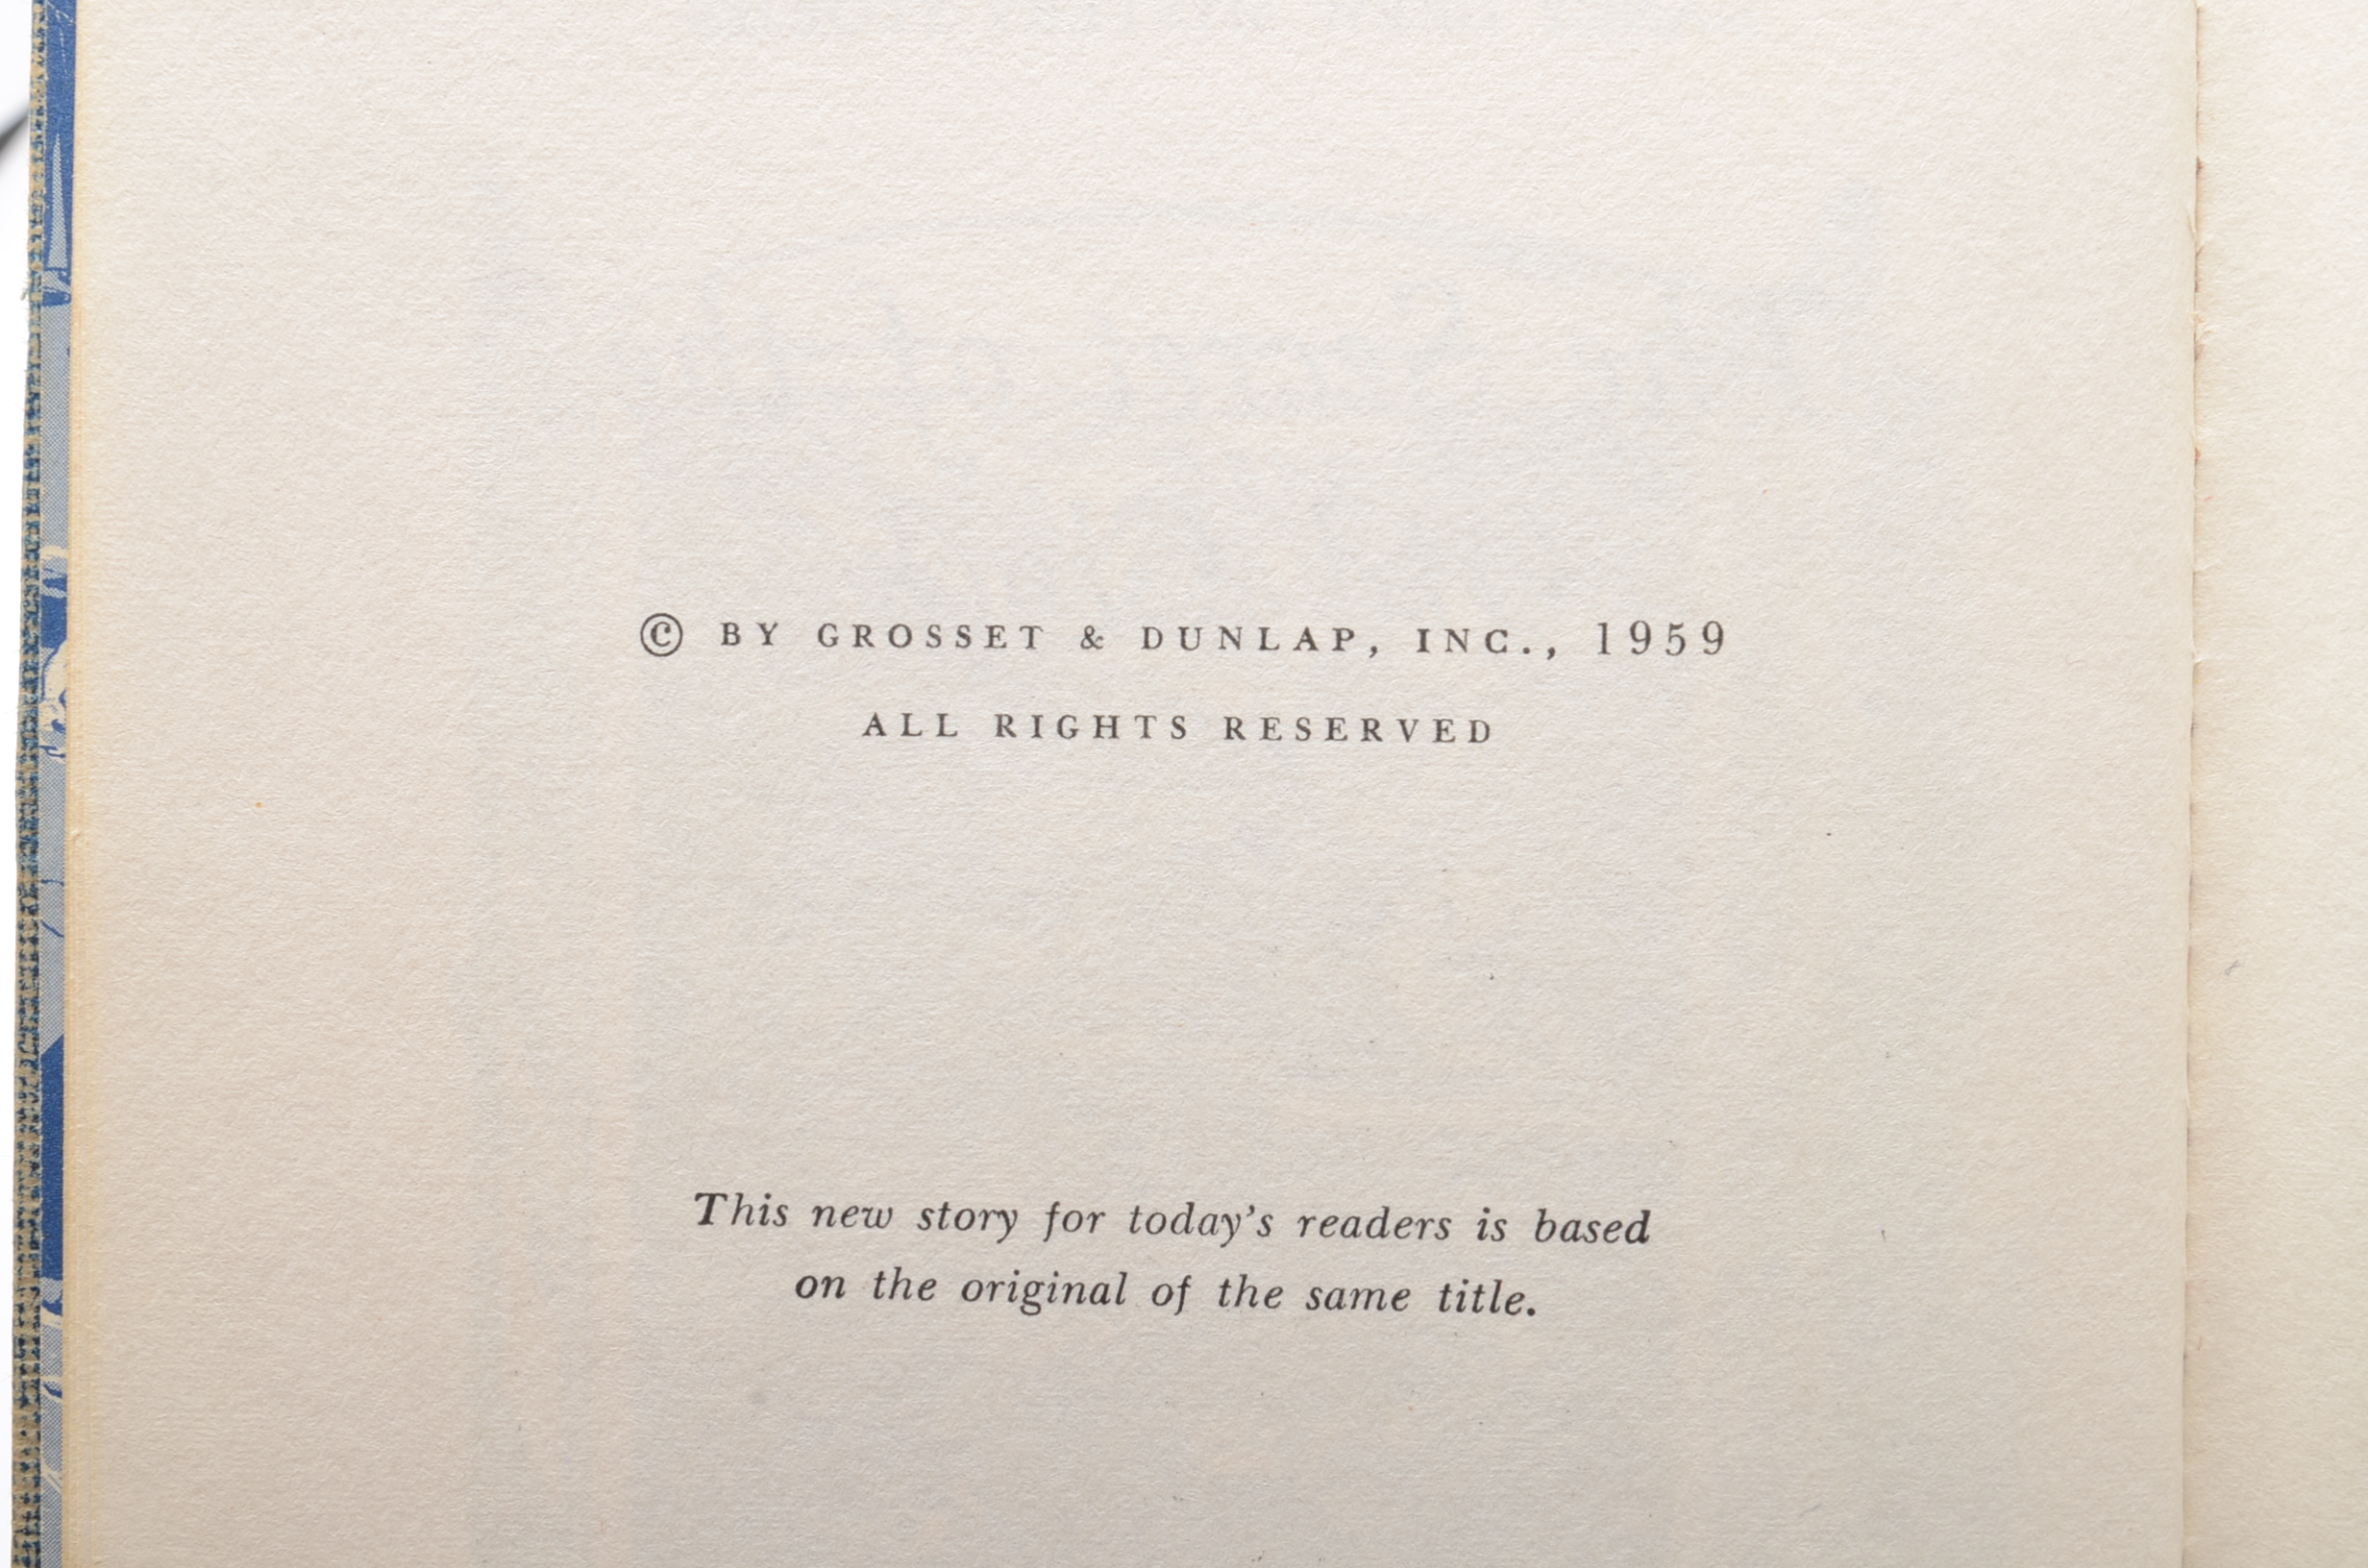 © BY GROSSET & DUNLAP, INC., 1959
ALL RIGHTS RESERVED
This new story for today’s readers is based
on the original of the same title.